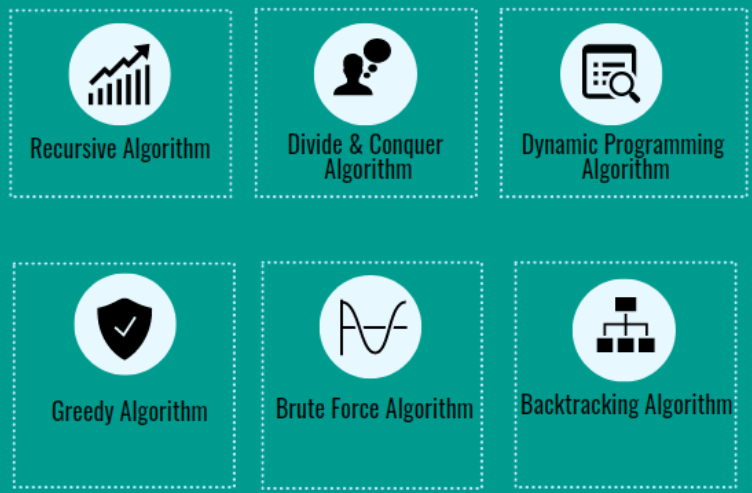 Recursive Algorithm
Divide & Conquer
Algorithm
Dynamic Programming
Algorithm
Greedy Algorithm
Brute Force Algorithm
Backtracking Algorithm